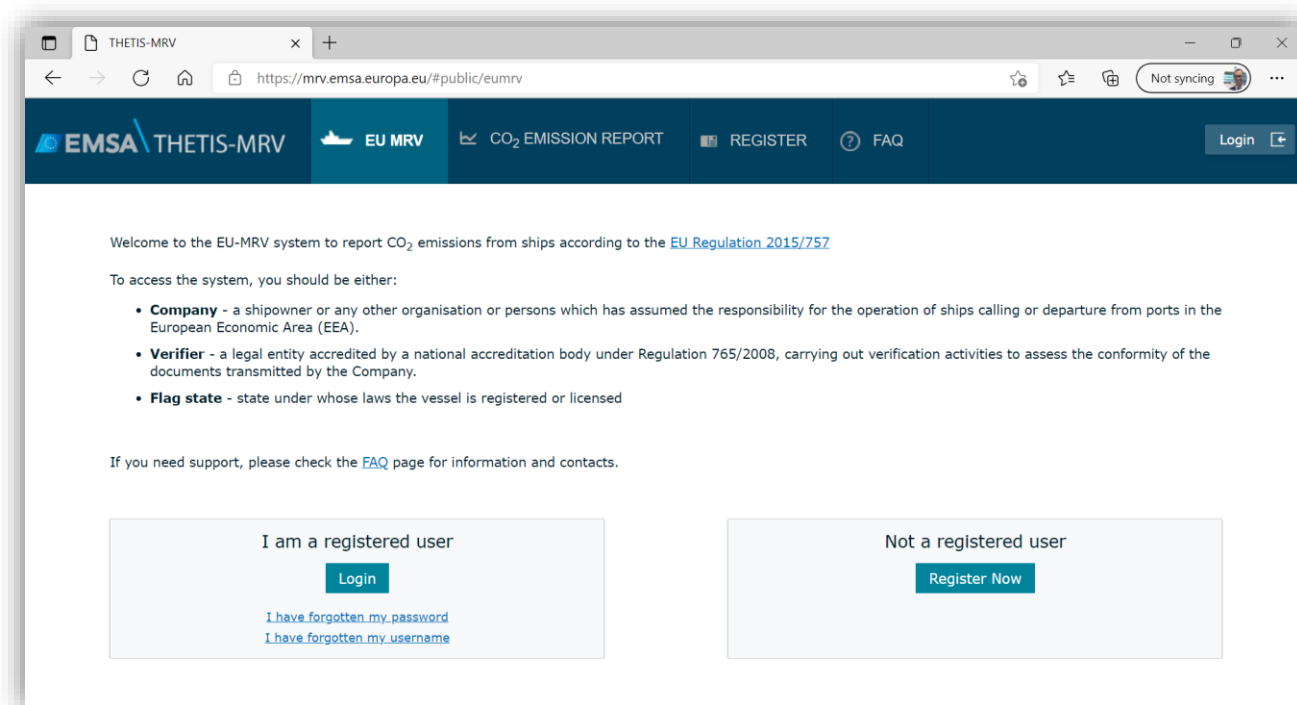 THETIS-MRV
https://mrv.emsa.europa.eu/#public/eumrv
Not syncing
EMSA THETIS-MRV
EU MRV
CO₂ EMISSION REPORT
REGISTER
FAQ
Login
Welcome to the EU-MRV system to report CO₂ emissions from ships according to the EU Regulation 2015/757
To access the system, you should be either:
• Company - a shipowner or any other organisation or persons which has assumed the responsibility for the operation of ships calling or departure from ports in the
European Economic Area (EEA).
• Verifier - a legal entity accredited by a national accreditation body under Regulation 765/2008, carrying out verification activities to assess the conformity of the
documents transmitted by the Company.
• Flag state - state under whose laws the vessel is registered or licensed
If you need support, please check the FAQ page for information and contacts.
I am a registered user
Login
I have forgotten my password
I have forgotten my username
Not a registered user
Register Now